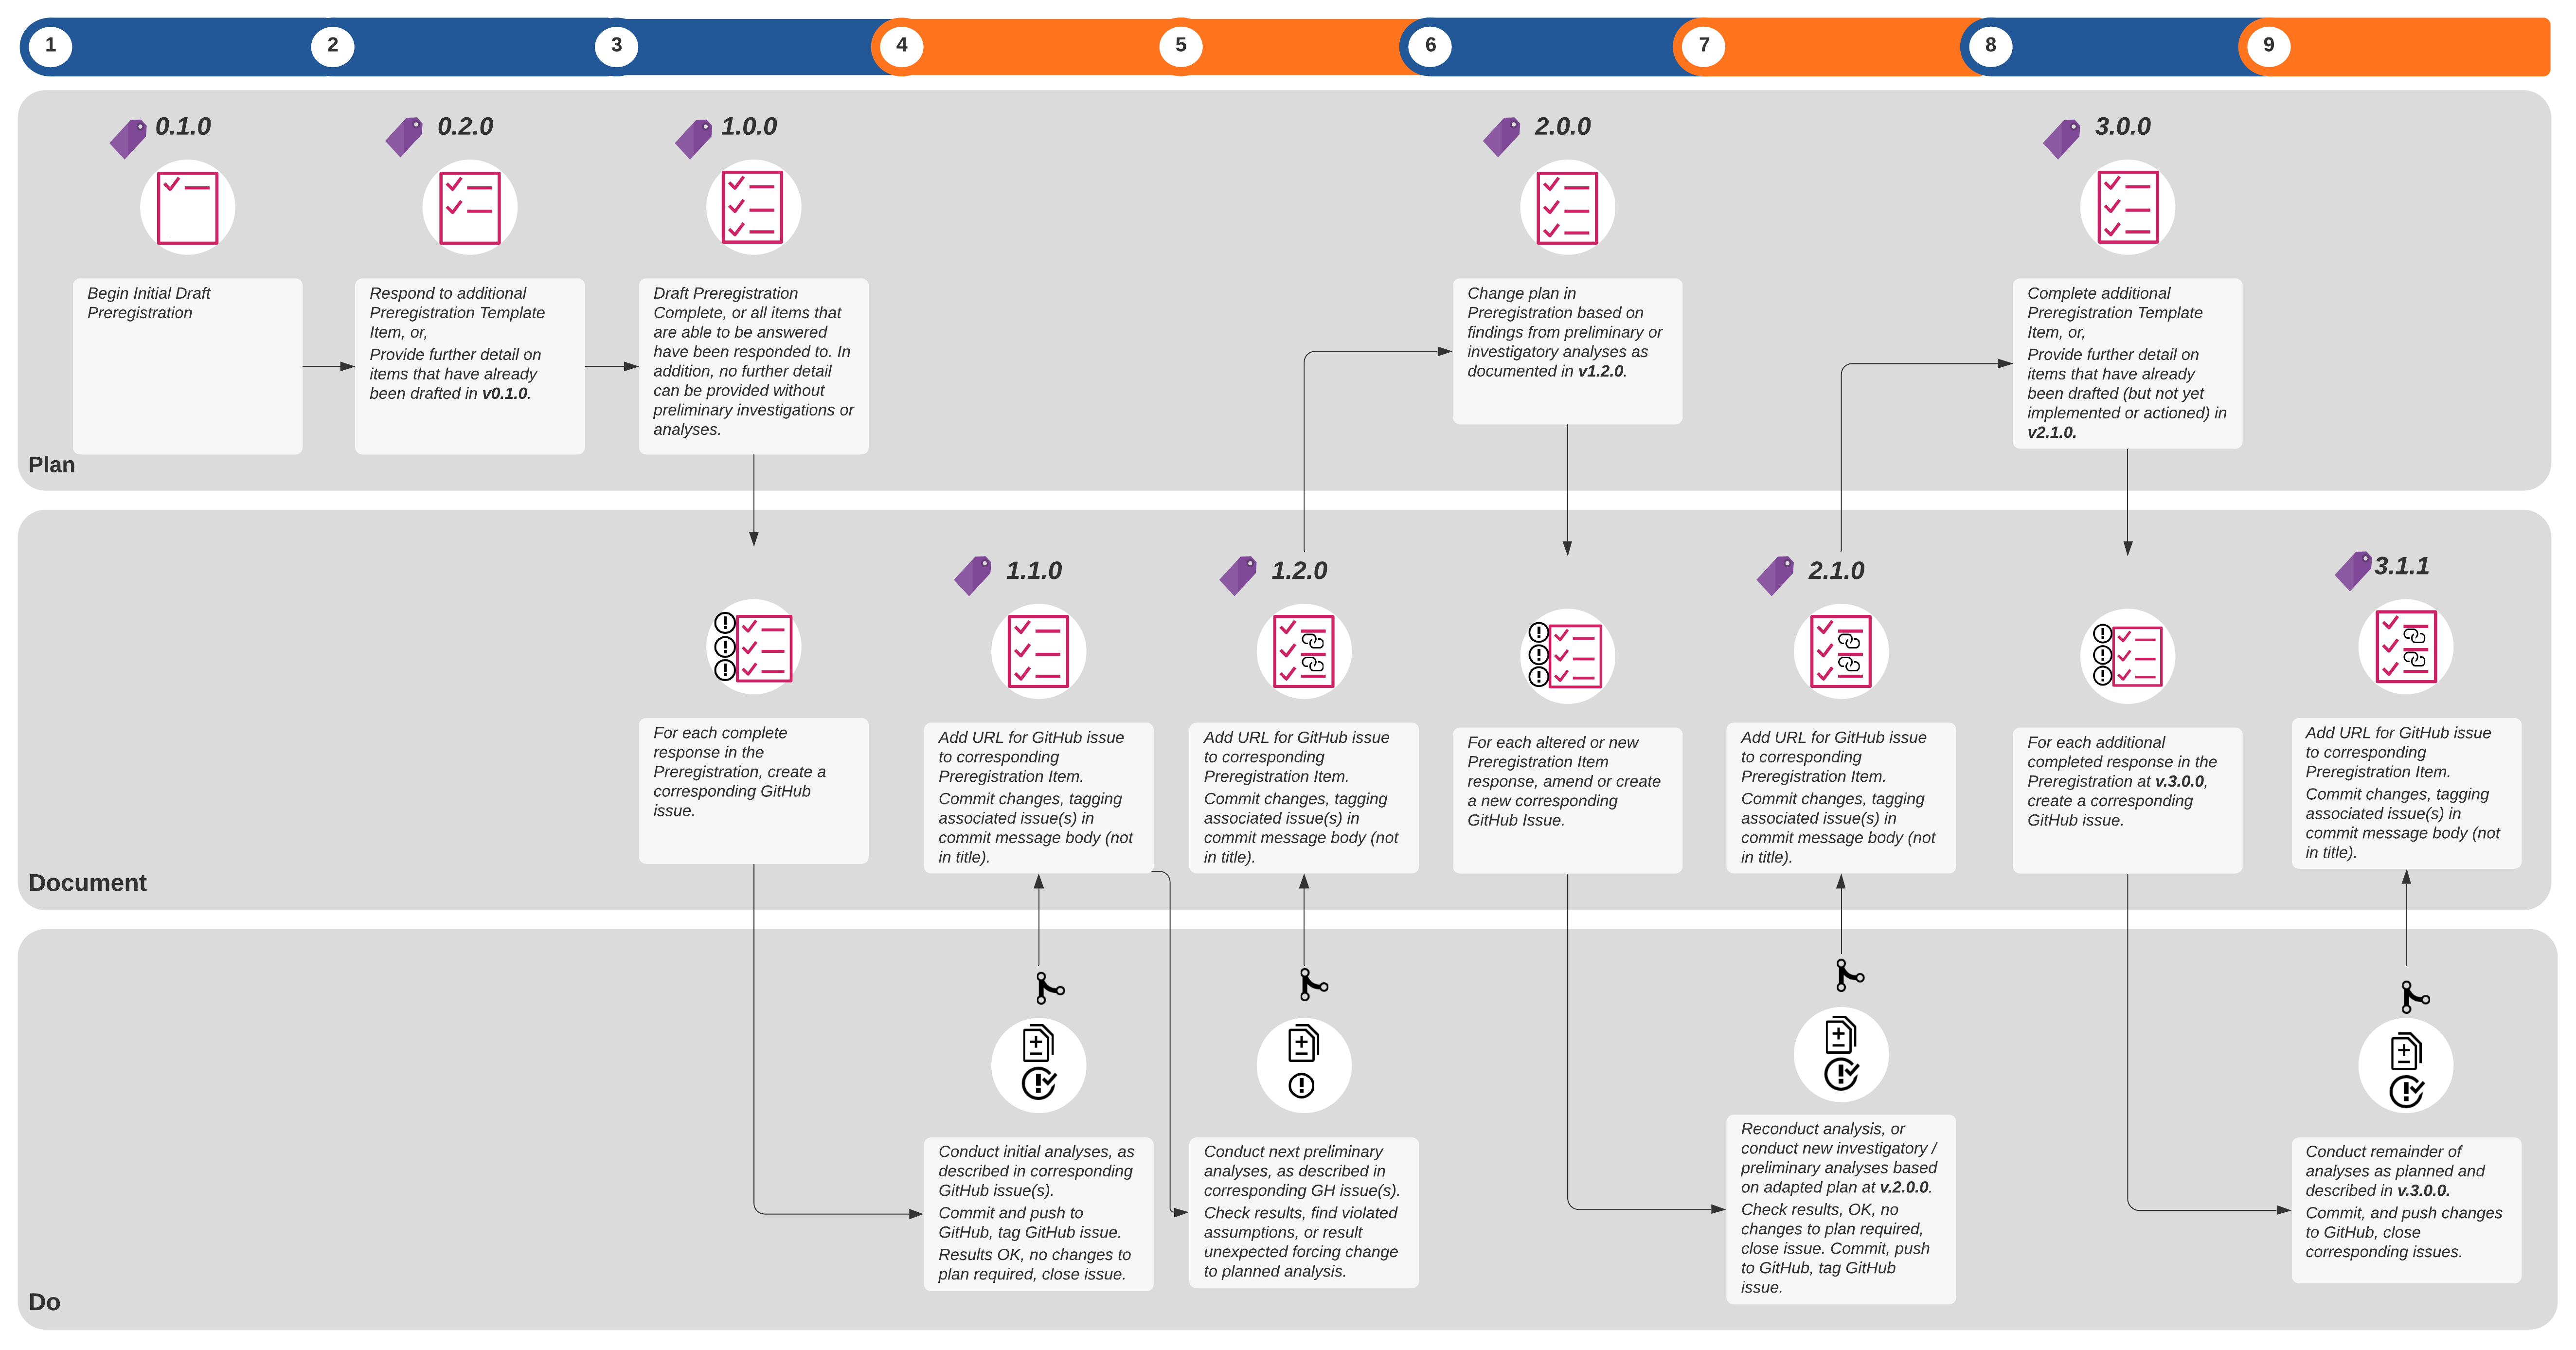 1
2
3
4
5
6
7
8
9
0.1.0
0.2.0
1.0.0
2.0.0
3.0.0
Begin Initial Draft
Preregistration
Respond to additional
Preregistration Template
Item, or,
Provide further detail on
items that have already
been drafted in v0.1.0.
Draft Preregistration
Complete, or all items that
are able to be answered
have been responded to. In
addition, no further detail
can be provided without
preliminary investigations or
analyses.
Change plan in
Preregistration based on
findings from preliminary or
investigatory analyses as
documented in v1.2.0.
Complete additional
Preregistration Template
Item, or,
Provide further detail on
items that have already
been drafted (but not yet
implemented or actioned) in
v2.1.0.
Plan
1.1.0
1.2.0
2.1.0
3.1.1
For each complete
response in the
Preregistration, create a
corresponding GitHub
issue.
Add URL for GitHub issue
to corresponding
Preregistration Item.
Commit changes, tagging
associated issue(s) in
commit message body (not
in title).
Add URL for GitHub issue
to corresponding
Preregistration Item.
Commit changes, tagging
associated issue(s) in
commit message body (not
in title).
For each altered or new
Preregistration Item
response, amend or create
a new corresponding
GitHub Issue.
Add URL for GitHub issue
to corresponding
Preregistration Item.
Commit changes, tagging
associated issue(s) in
commit message body (not
in title).
For each additional
completed response in the
Preregistration at v.3.0.0,
create a corresponding
GitHub issue.
Add URL for GitHub issue
to corresponding
Preregistration Item.
Commit changes, tagging
associated issue(s) in
commit message body (not
in title).
Document
Conduct initial analyses, as
described in corresponding
GitHub issue(s).
Commit and push to
GitHub, tag GitHub issue.
Results OK, no changes to
plan required, close issue.
Conduct next preliminary
analyses, as described in
corresponding GH issue(s).
Check results, find violated
assumptions, or result
unexpected forcing change
to planned analysis.
Reconduct analysis, or
conduct new investigatory /
preliminary analyses based
on adapted plan at v.2.0.0.
Check results, OK, no
changes to plan required,
close issue. Commit, push
to GitHub, tag GitHub
issue.
Conduct remainder of
analyses as planned and
described in v.3.0.0.
Commit, and push changes
to GitHub, close
corresponding issues.
Do